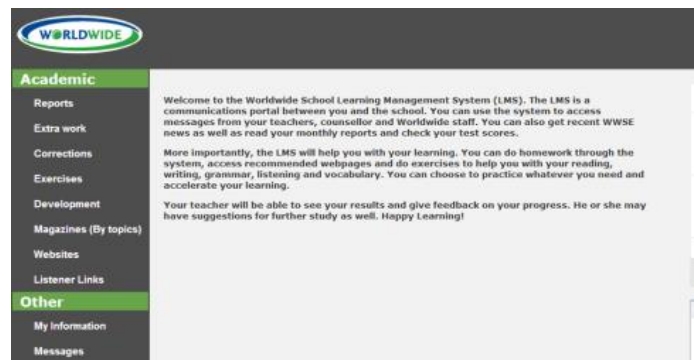 WORLDWIDE
Academic
Reports
Extra work
Corrections
Exercises
Development
Magazines (By topics)
Websites
Listener Links
Other
My Information
Messages
Welcome to the Worldwide School Learning Management System (LMS). The LMS is a
communications portal between you and the school. You can use the system to access
messages from your teachers, counsellor and Worldwide staff. You can also get recent WWSE
news as well as read your monthly reports and check your test scores.
More importantly, the LMS will help you with your learning. You can do homework through the
system, access recommended webpages and do exercises to help you with your reading,
writing, grammar, listening and vocabulary. You can choose to practice whatever you need and
accelerate your learning.
Your teacher will be able to see your results and give feedback on your progress. He or she may
have suggestions for further study as well. Happy Learning!